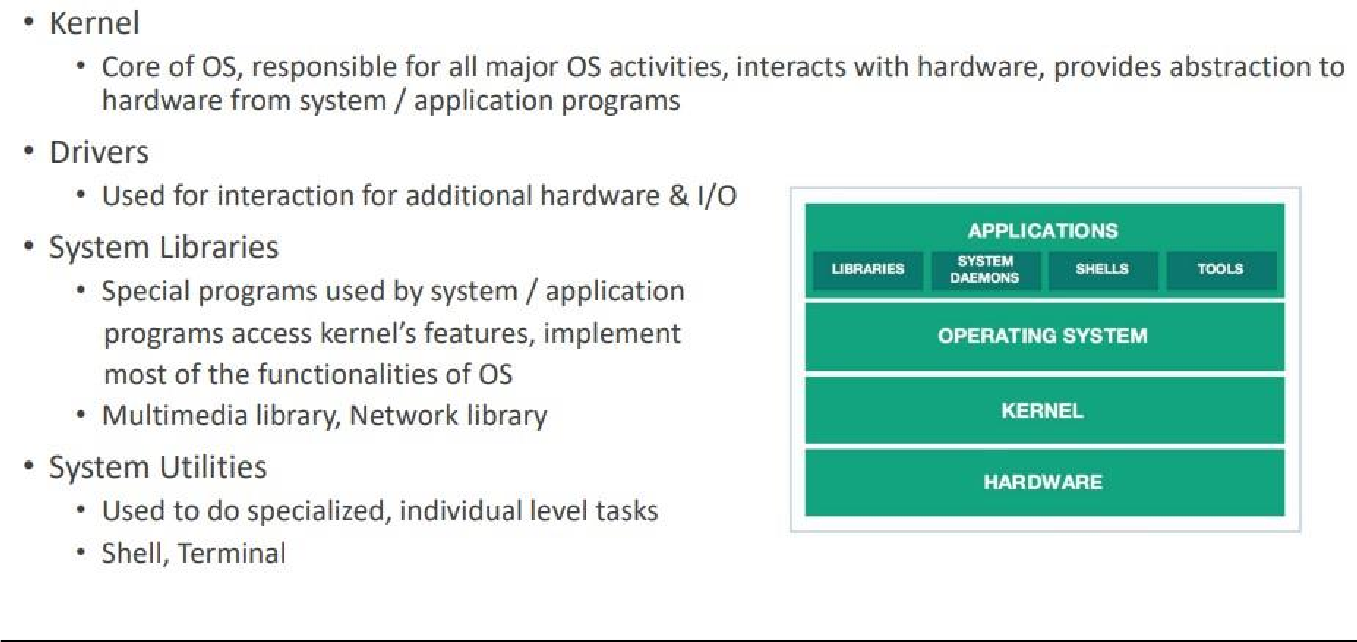 • Kernel
• Core of OS, responsible for all major OS activities, interacts with hardware, provides abstraction to
hardware from system / application programs
• Drivers
• Used for interaction for additional hardware & I/O
• System Libraries
• Special programs used by system / application
programs access kernel’s features, implement
most of the functionalities of OS
• Multimedia library, Network library
• System Utilities
• Used to do specialized, individual level tasks
• Shell, Terminal
APPLICATIONS
LIBRARIES
SYSTEM
DAEMONS
SHELLS
TOOLS
OPERATING SYSTEM
KERNEL
HARDWARE